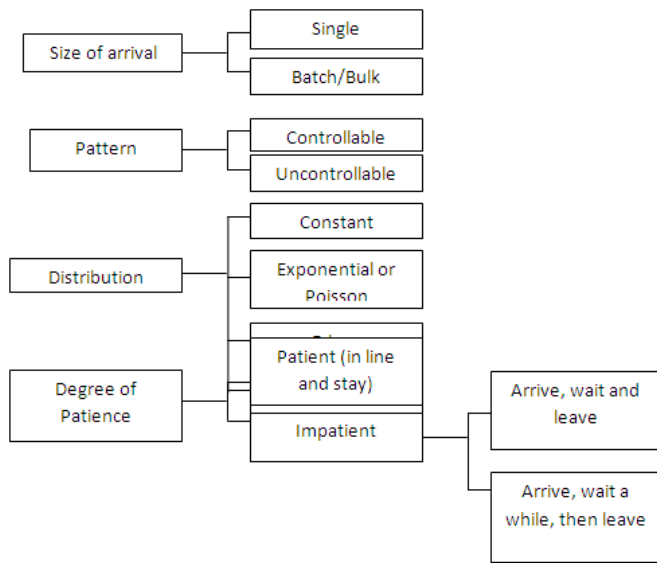 Size of arrival
Single
Batch/Bulk
Pattern
Controllable
Uncontrollable
Distribution
Constant
Exponential or
Poisson
Degree of
Patience
Patient (in line
and stay)
Impatient
Arrive, wait and
leave
Arrive, wait a
while, then leave